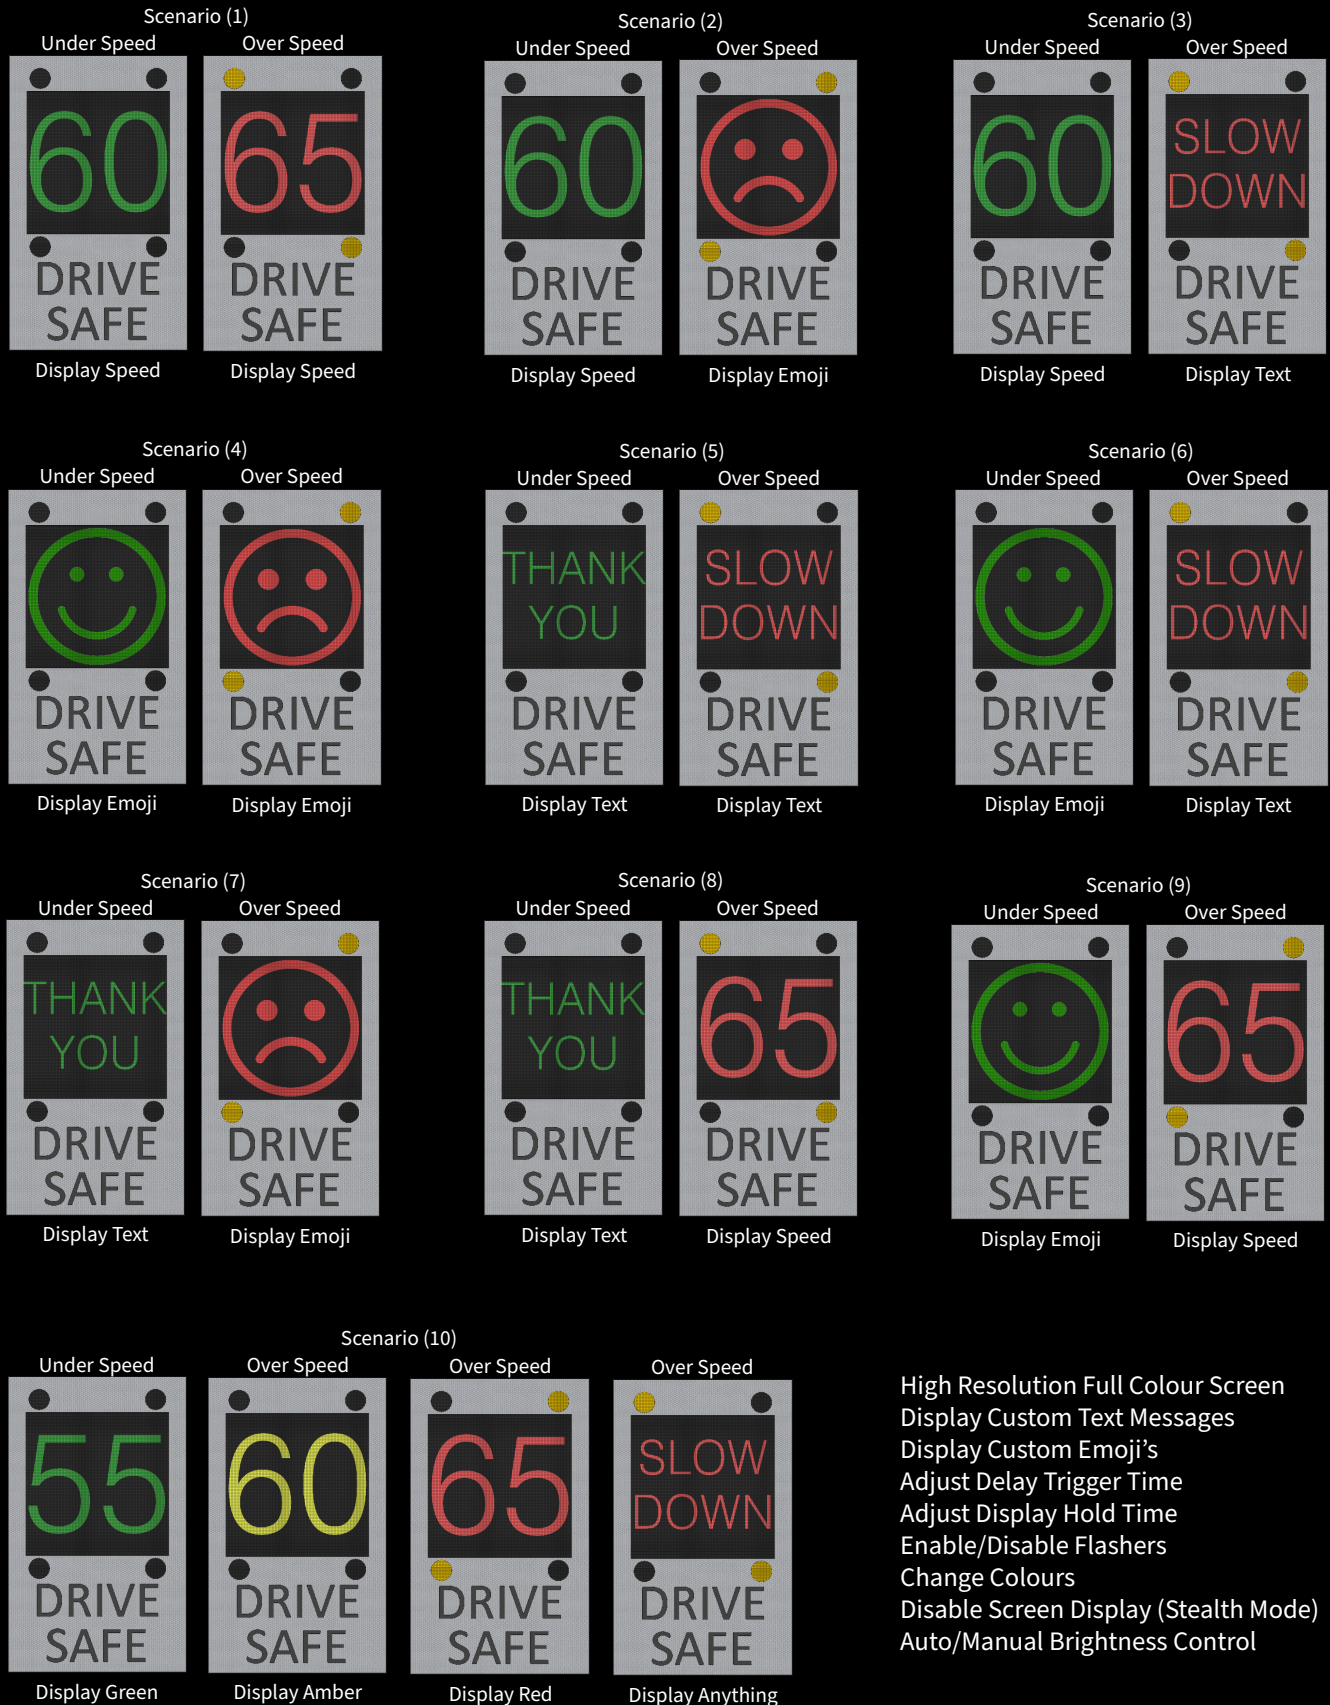 Scenario (1)
Under Speed
Over Speed
60
65
DRIVE
SAFE
DRIVE
SAFE
Display Speed
Display Speed
Scenario (2)
Under Speed
Over Speed
60
DRIVE
SAFE
DRIVE
SAFE
Display Speed
Display Emoji
Scenario (3)
Under Speed
Over Speed
60
SLOW
DOWN
DRIVE
SAFE
DRIVE
SAFE
Display Speed
Display Text
Scenario (4)
Under Speed
Over Speed
DRIVE
SAFE
DRIVE
SAFE
Display Emoji
Display Emoji
Scenario (5)
Under Speed
Over Speed
THANK
YOU
SLOW
DOWN
DRIVE
SAFE
DRIVE
SAFE
Display Text
Display Text
Scenario (6)
Under Speed
Over Speed
SLOW
DOWN
DRIVE
SAFE
DRIVE
SAFE
Display Emoji
Display Text
Scenario (7)
Under Speed
Over Speed
THANK
YOU
DRIVE
SAFE
DRIVE
SAFE
Display Text
Display Emoji
Scenario (8)
Under Speed
Over Speed
THANK
YOU
65
DRIVE
SAFE
DRIVE
SAFE
Display Text
Display Speed
Scenario (9)
Under Speed
Over Speed
65
DRIVE
SAFE
DRIVE
SAFE
Display Emoji
Display Speed
Scenario (10)
Under Speed
Over Speed
Over Speed
Over Speed
55
60
65
SLOW
DOWN
DRIVE
SAFE
DRIVE
SAFE
DRIVE
SAFE
DRIVE
SAFE
Display Green
Display Amber
Display Red
Display Anything
High Resolution Full Colour Screen
Display Custom Text Messages
Display Custom Emoji’s
Adjust Delay Trigger Time
Adjust Display Hold Time
Enable/Disable Flashers
Change Colours
Disable Screen Display (Stealth Mode)
Auto/Manual Brightness Control